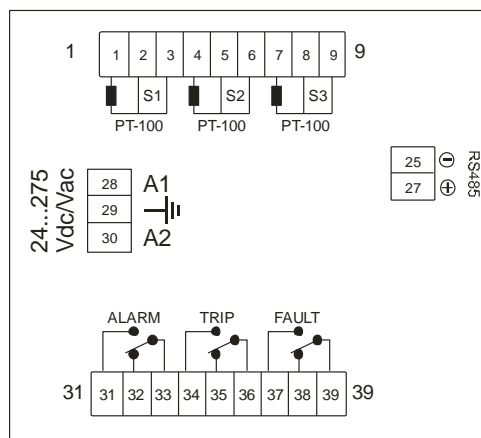 1 1 2 3 4 5 6 7 8 9 9
S1 S2 S3
PT-100 PT-100 PT-100
24...275
Vdc/Vac
28 A1
29
30 A2
25 ⊖
27 ⊕
RS485
ALARM TRIP FAULT
31 31 32 33 34 35 36 37 38 39 39